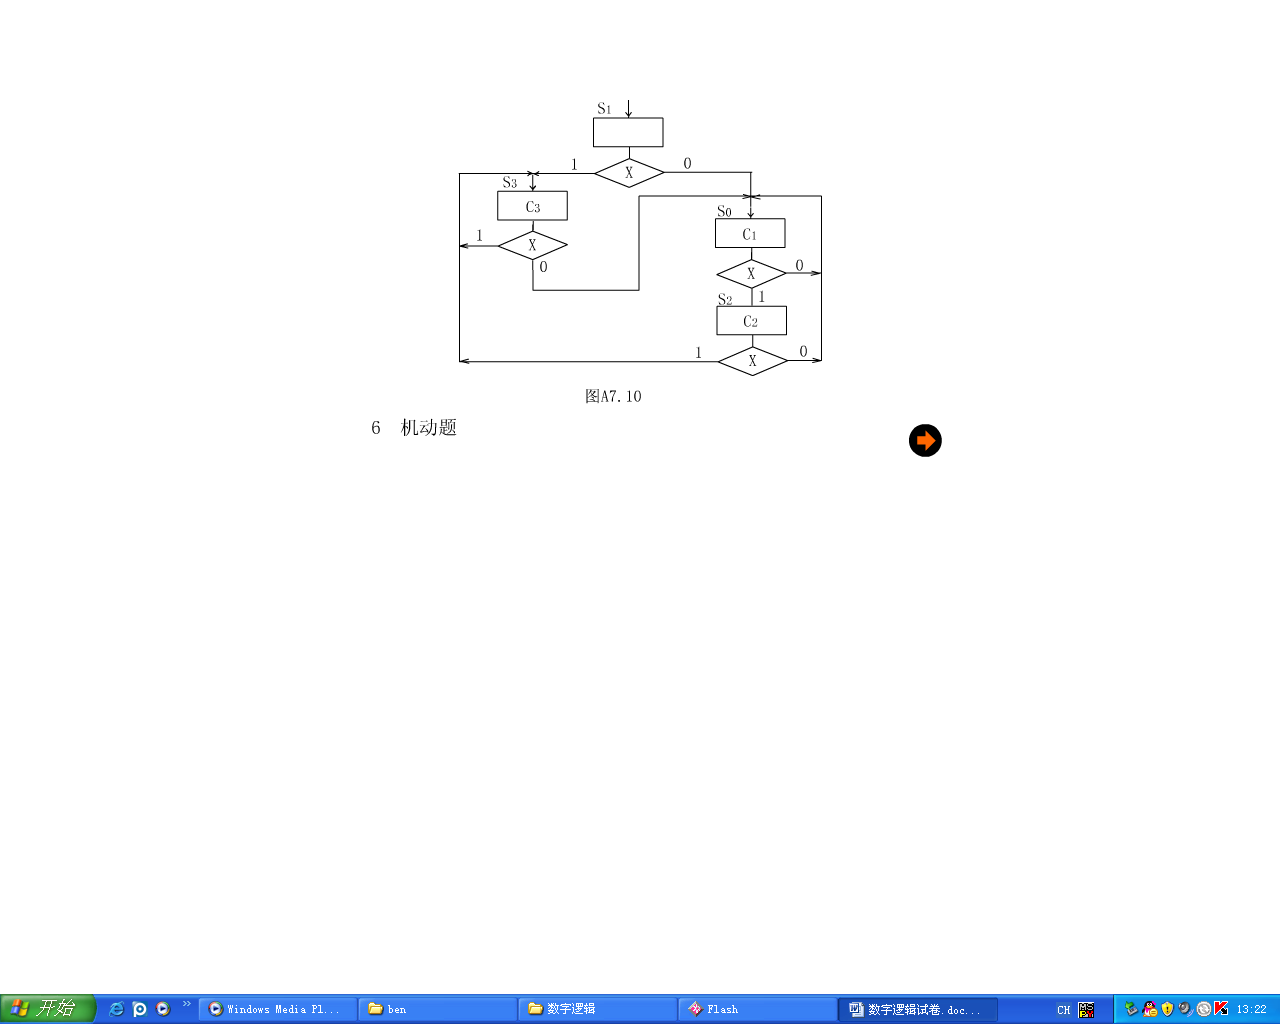 S1
X
1
0
S3
C3
X
1
0
S0
C1
X
0
1
S2
C2
X
1
0
图A7.10
6 机动题
开始
Windows Media Pl...
ben
数字逻辑
Flash
数字逻辑试卷.doc...
CH
13:22